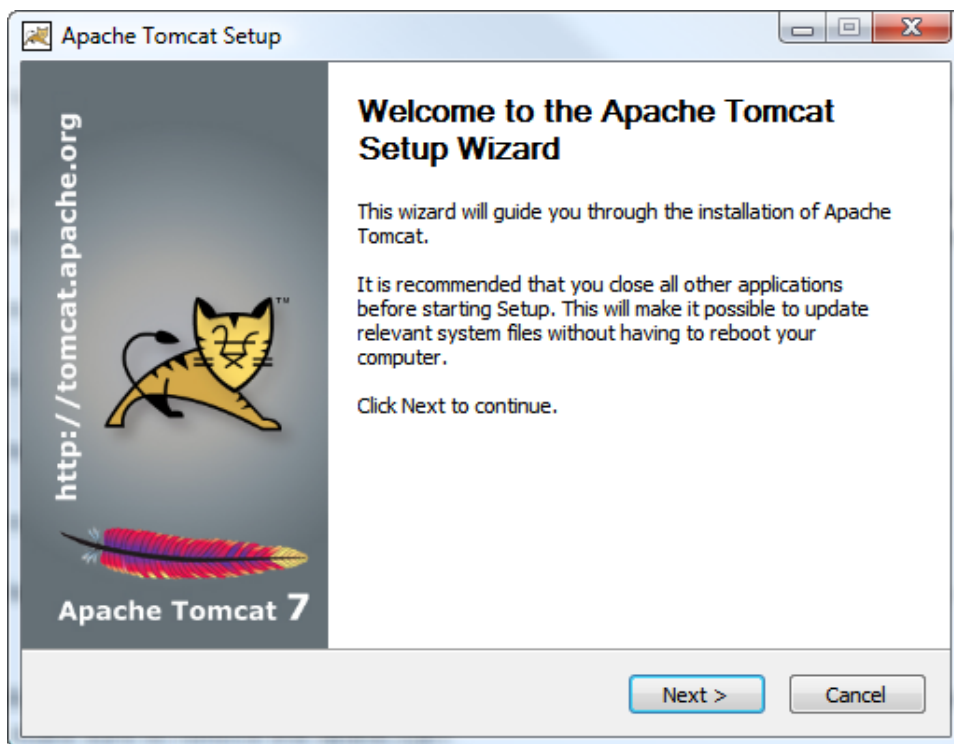 Apache Tomcat Setup
http://tomcat.apache.org
TM
Apache Tomcat 7
Welcome to the Apache Tomcat
Setup Wizard
This wizard will guide you through the installation of Apache
Tomcat.
It is recommended that you close all other applications
before starting Setup. This will make it possible to update
relevant system files without having to reboot your
computer.
Click Next to continue.
Next >
Cancel